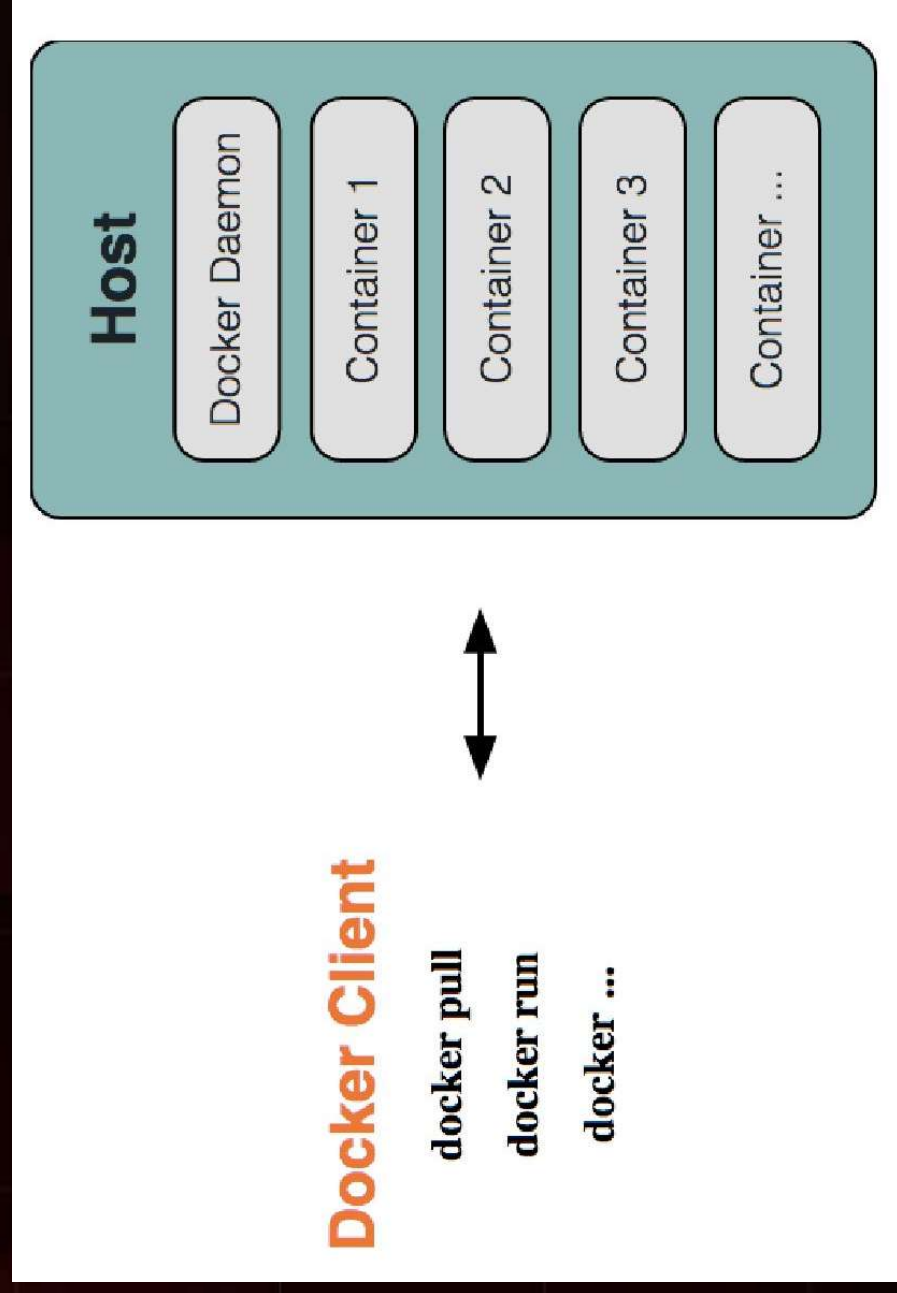 Docker Client
docker pull
docker run
docker ...
Host
Docker Daemon
Container 1
Container 2
Container 3
Container ...